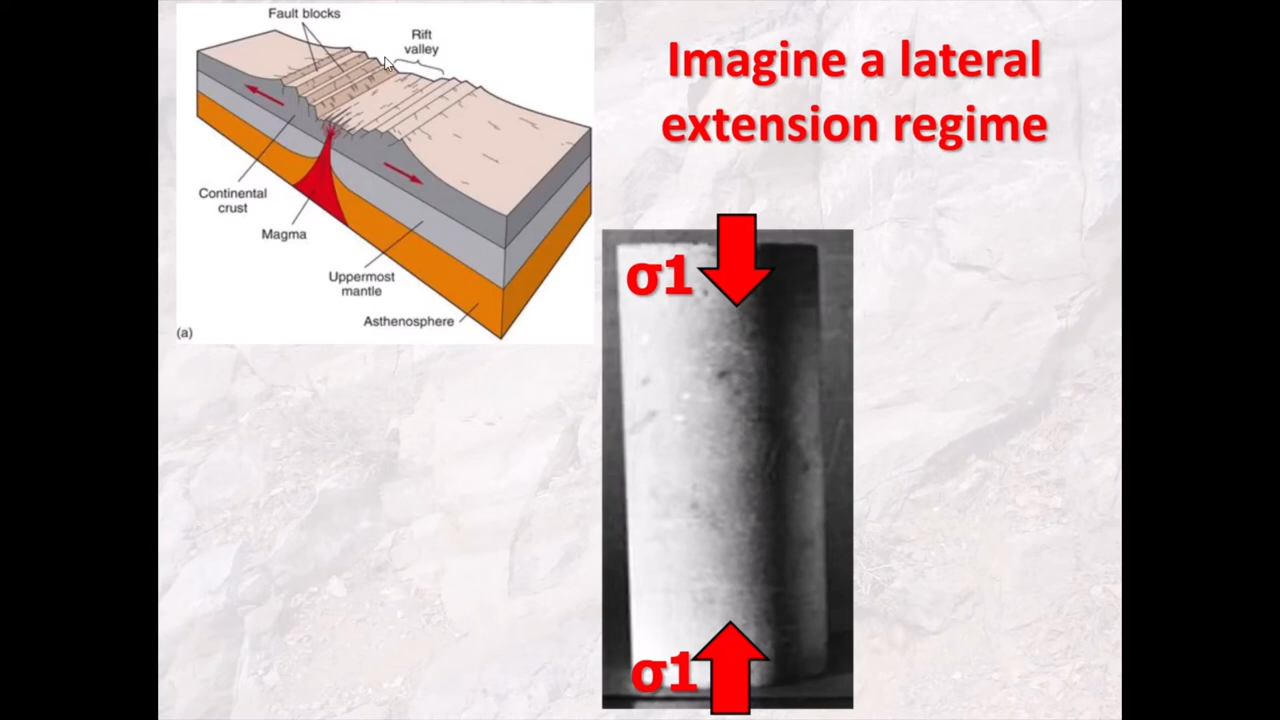 Fault blocks
Rift
valley
Continental
crust
Magma
Uppermost
mantle
Asthenosphere
(a)
Imagine a lateral
extension regime
σ1
σ1